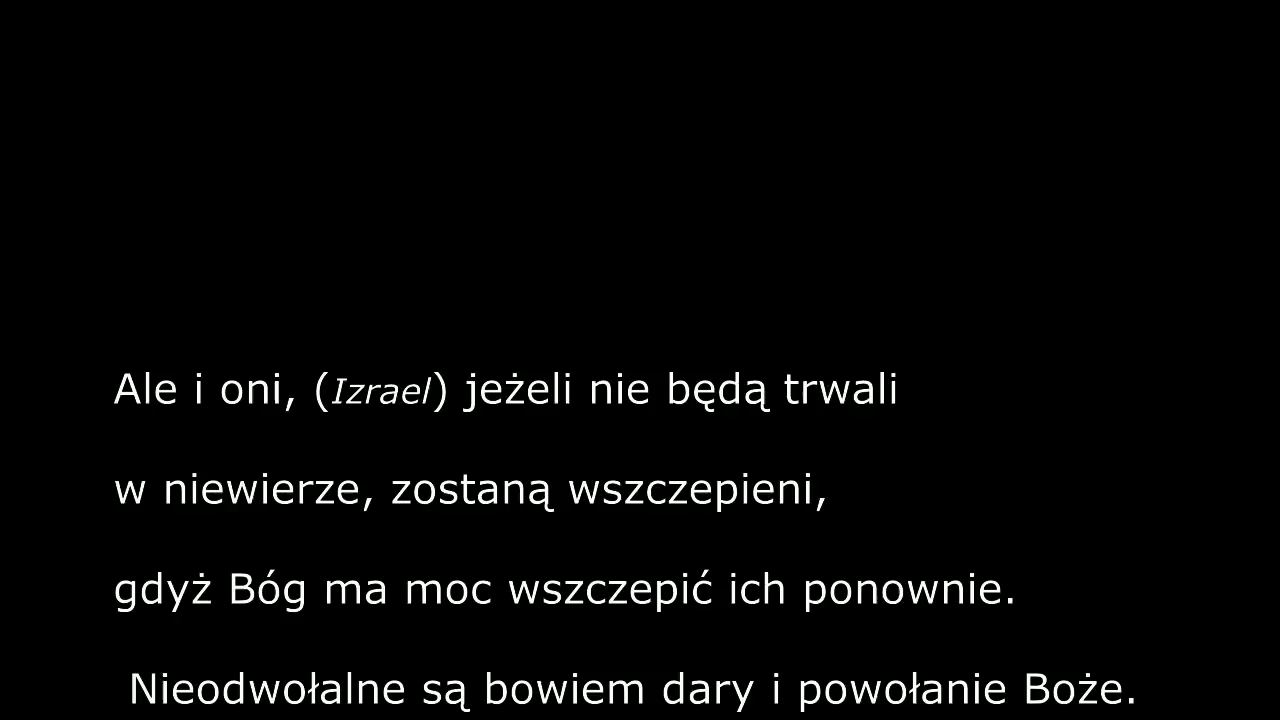 Ale i oni, (Izrael) jeżeli nie będą trwali
w niewierze, zostaną wszczepieni,
gdyż Bóg ma moc wszczepić ich ponownie.
Nieodwołalne są bowiem dary i powołanie Boże.